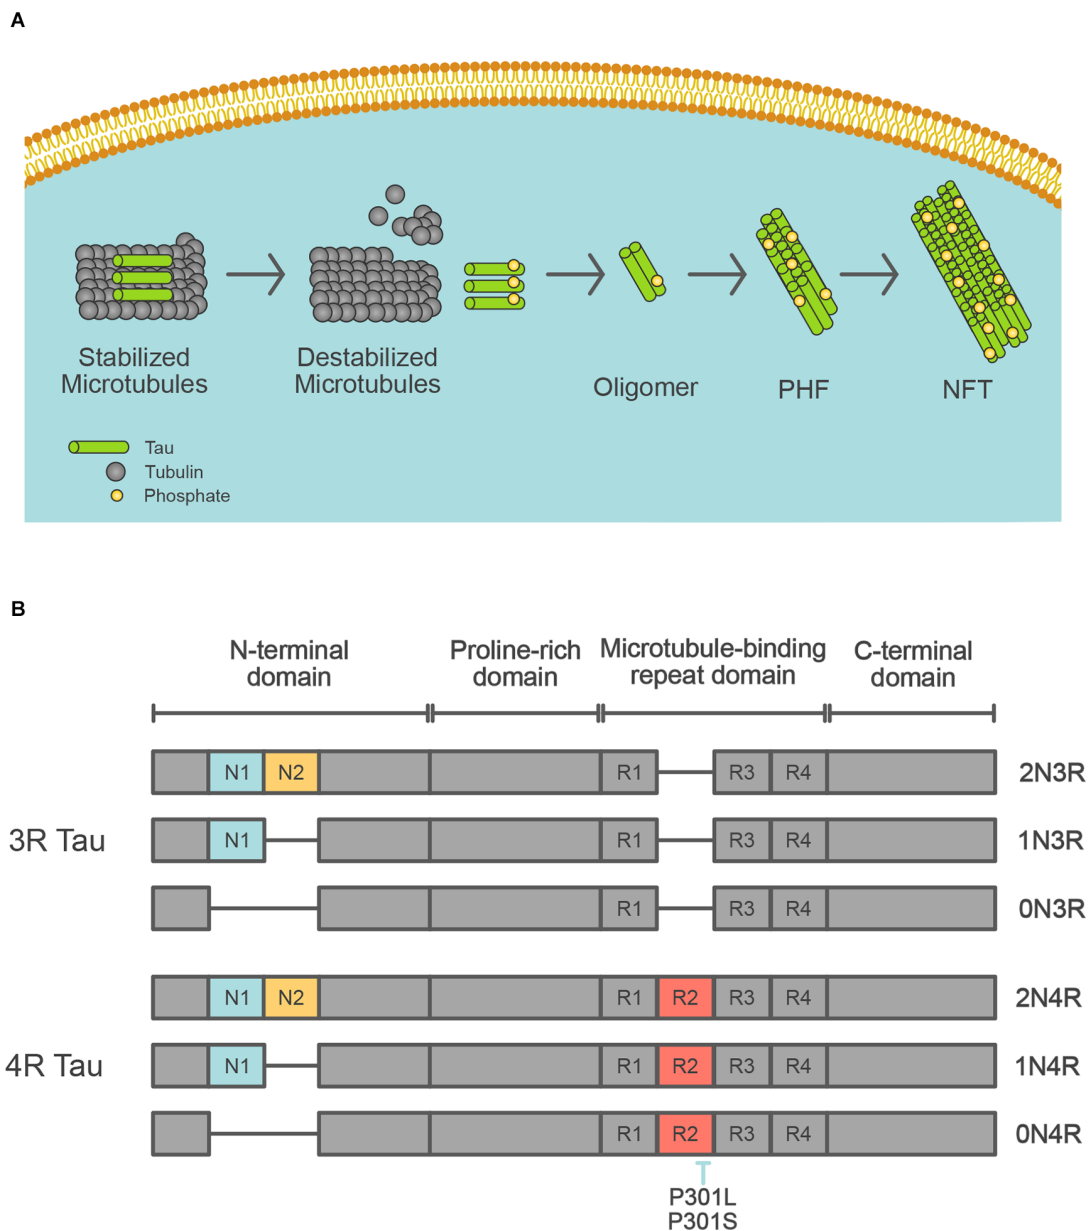 A
Stabilized
Microtubules
Destabilized
Microtubules
Oligomer
PHF
NFT
Tau
Tubulin
Phosphate
B
N-terminal
domain
Proline-rich
domain
Microtubule-binding
repeat domain
C-terminal
domain
N1 N2 R1 R3 R4 2N3R
3R Tau N1 R1 R3 R4 1N3R
R1 R3 R4 0N3R
N1 N2 R1 R2 R3 R4 2N4R
4R Tau N1 R1 R2 R3 R4 1N4R
R1 R2 R3 R4 0N4R
P301L
P301S